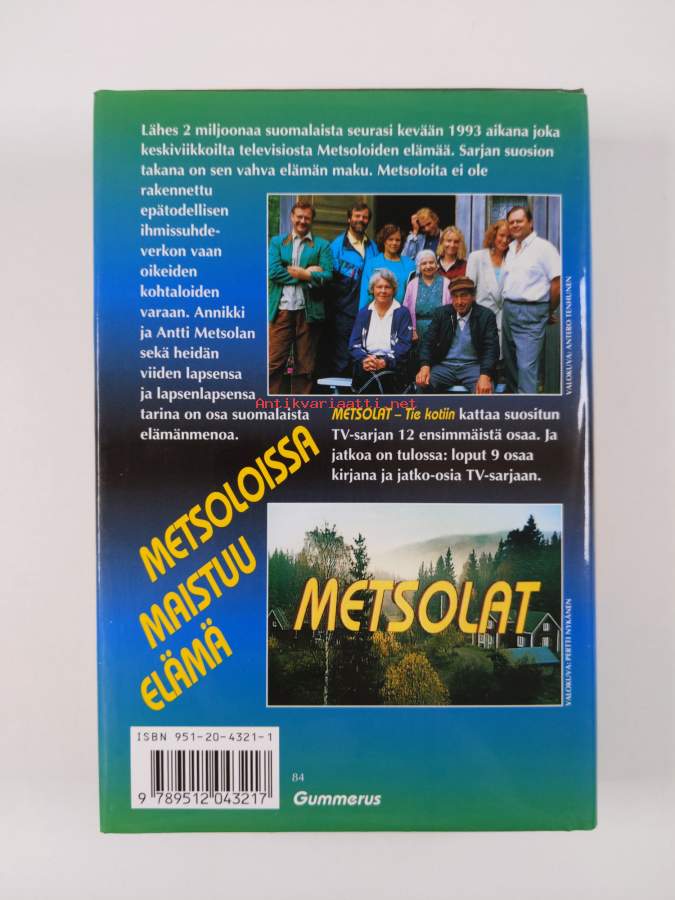 Lähes 2 miljoonaa suomalaista seurasi kevään 1993 aikana joka
keskiviikkoilta televisiosta Metsoloiden elämää. Sarjan suosion
takana on sen vahva elämän maku. Metsoloita ei ole
rakennettu
epätodellisen
ihmissuhde-
verkon vaan
oikeiden
kohtaloiden
varaan. Annikki
ja Antti Metsolan
sekä heidän
viiden lapsensa
ja lapsenlapsensa
tarina on osa suomalaista
elämänmenoa.
VALOKUVA: ANTERO TENHUNEN
Antikvariaatti.net
METSOLAT – Tie kotiin kattaa suositun
TV-sarjan 12 ensimmäistä osaa. Ja
jatkoa on tulossa: loput 9 osaa
kirjana ja jatko-osia TV-sarjaan.
METSOLOISSA
MAISTUU
ELÄMÄ
METSOLAT
VALOKUVA: PERTTI NYKÄNEN
ISBN 951-20-4321-1
9 789512 043217
84
Gummerus